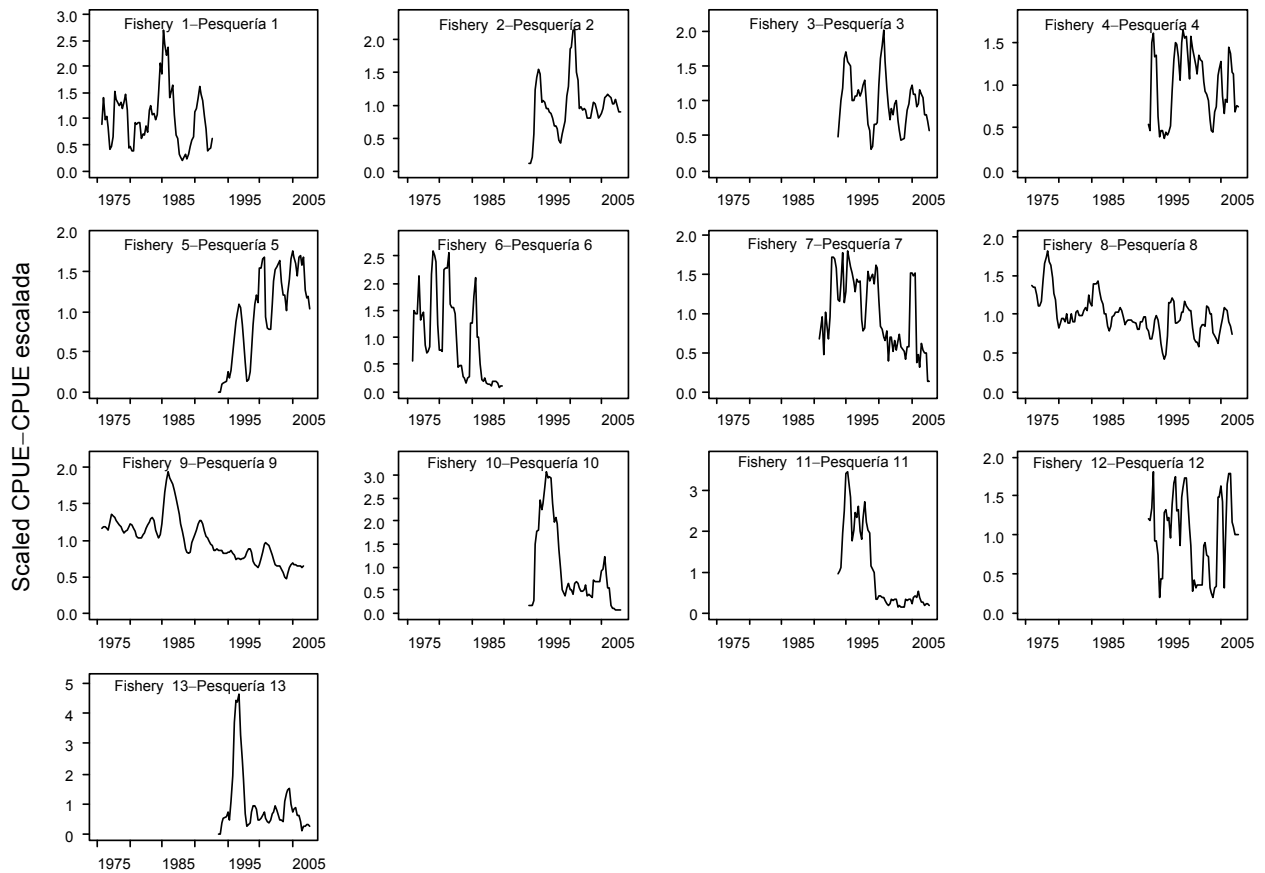 Scaled CPUE–CPUE escalada
Fishery 1–Pesquería 1
3.0
2.5
2.0
1.5
1.0
0.5
0.0
1975 1985 1995 2005
Fishery 2–Pesquería 2
2.0
1.5
1.0
0.5
0.0
1975 1985 1995 2005
Fishery 3–Pesquería 3
2.0
1.5
1.0
0.5
0.0
1975 1985 1995 2005
Fishery 4–Pesquería 4
1.5
1.0
0.5
0.0
1975 1985 1995 2005
Fishery 5–Pesquería 5
2.0
1.5
1.0
0.5
0.0
1975 1985 1995 2005
Fishery 6–Pesquería 6
2.5
2.0
1.5
1.0
0.5
0.0
1975 1985 1995 2005
Fishery 7–Pesquería 7
2.0
1.5
1.0
0.5
0.0
1975 1985 1995 2005
Fishery 8–Pesquería 8
2.0
1.5
1.0
0.5
0.0
1975 1985 1995 2005
Fishery 9–Pesquería 9
2.0
1.5
1.0
0.5
0.0
1975 1985 1995 2005
Fishery 10–Pesquería 10
3.0
2.5
2.0
1.5
1.0
0.5
0.0
1975 1985 1995 2005
Fishery 11–Pesquería 11
3
2
1
0
1975 1985 1995 2005
Fishery 12–Pesquería 12
2.0
1.5
1.0
0.5
0.0
1975 1985 1995 2005
Fishery 13–Pesquería 13
5
4
3
2
1
0
1975 1985 1995 2005